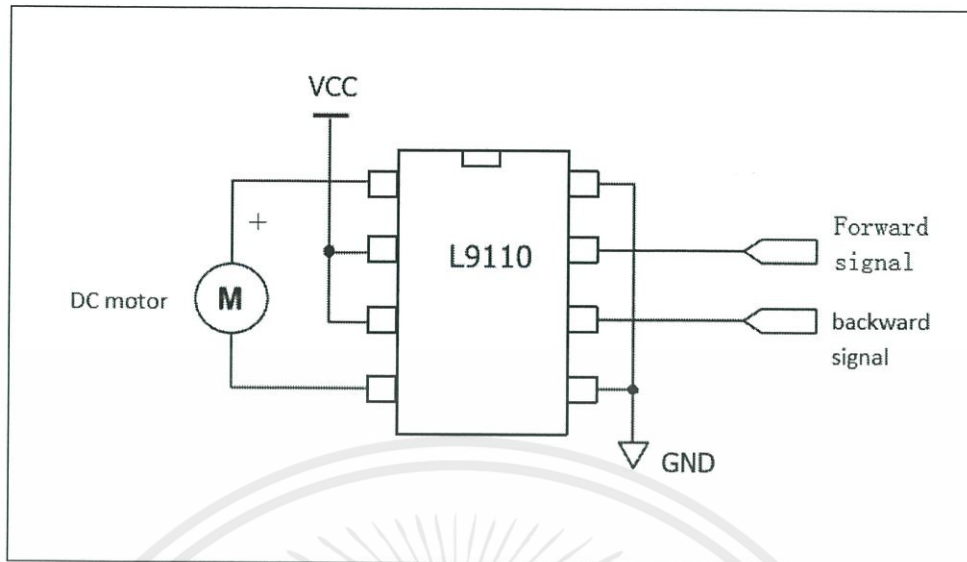 VCC
+
L9110
Forward
signal
DC motor
M
backward
signal
GND